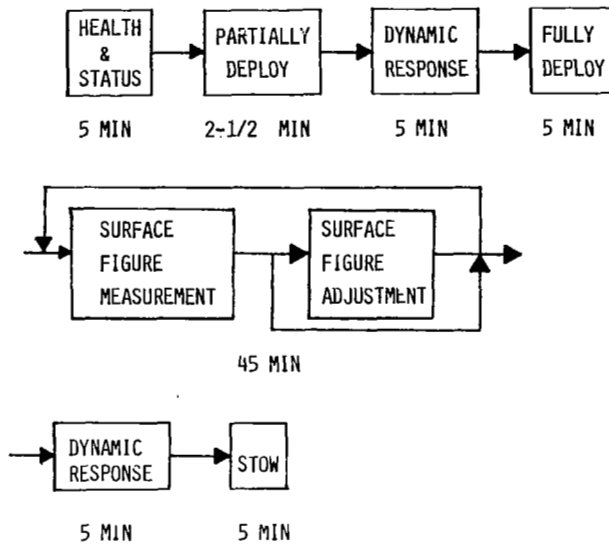 HEALTH
&
STATUS
PARTIALLY
DEPLOY
DYNAMIC
RESPONSE
FULLY
DEPLOY
5 MIN
2-1/2 MIN
5 MIN
5 MIN
SURFACE
FIGURE
MEASUREMENT
SURFACE
FIGURE
ADJUSTMENT
45 MIN
DYNAMIC
RESPONSE
STOW
5 MIN
5 MIN